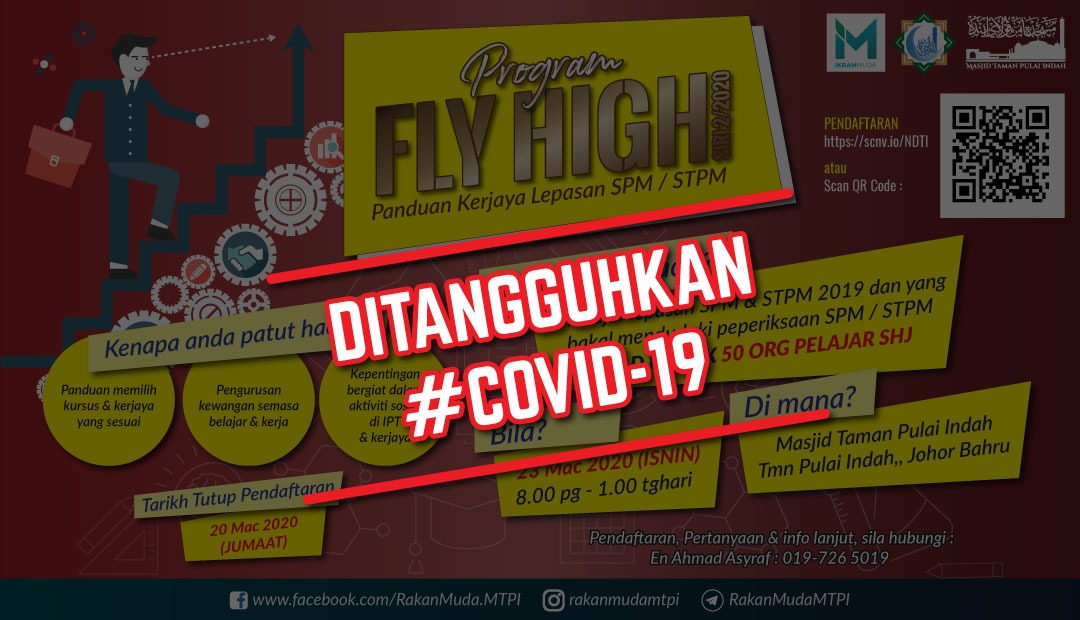 Program
FLY HIGH
SIRI 2/2020
Panduan Kerjaya Lepasan SPM / STPM
IKRAMMUDA
MASJID TAMAN PULAI INDAH
PENDAFTARAN
https://scnv.io/NDTI
atau
Scan QR Code :
DITANGGUHKAN
#COVID-19
Kenapa anda patut
Panduan memilih
kursus & kerjaya
yang sesuai
Pengurusan
kewangan semasa
belajar & kerja
Kepentingan
bergiat
aktiviti
di IPT
& kerjaya
SPM & STPM 2019 dan yang
bakal menduduki peperiksaan SPM / STPM
50 ORG PELAJAR SHJ
Bila?
23 Mac 2020 (ISNIN)
8.00 pg - 1.00 tghari
Di mana?
Masjid Taman Pulai Indah
Tmn Pulai Indah,, Johor Bahru
Tarikh Tutup Pendaftaran
20 Mac 2020
(JUMAAT)
Pendaftaran, Pertanyaan & info lanjut, sila hubungi :
En Ahmad Asyraf : 019-726 5019
www.facebook.com/RakanMuda.MTPI
rakanmudamtpi
RakanMudaMTPI